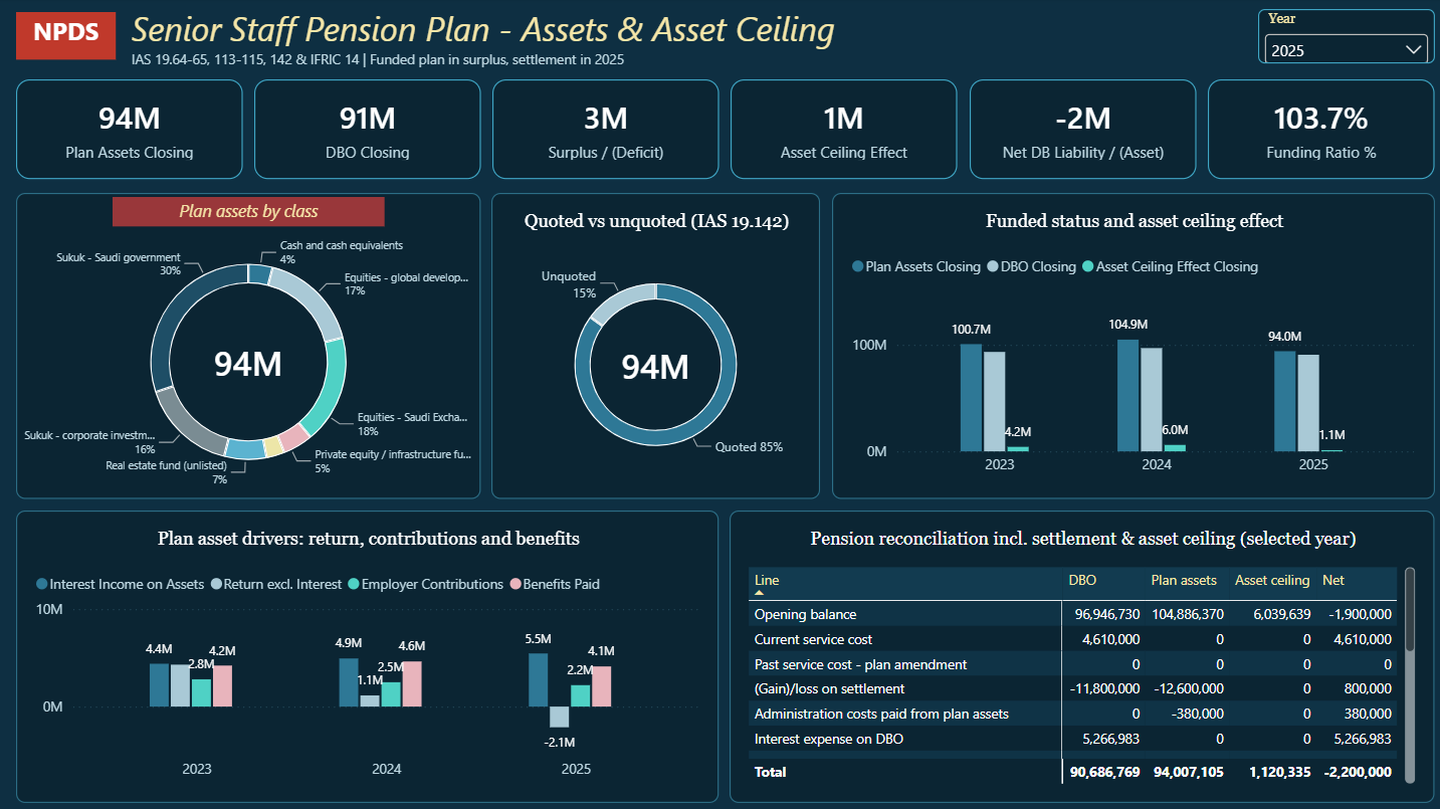 NPDS
Senior Staff Pension Plan - Assets & Asset Ceiling
IAS 19.64-65, 113-115, 142 & IFRIC 14 | Funded plan in surplus, settlement in 2025
Year
2025
94M
Plan Assets Closing
91M
DBO Closing
3M
Surplus / (Deficit)
1M
Asset Ceiling Effect
-2M
Net DB Liability / (Asset)
103.7%
Funding Ratio %
Plan assets by class
Cash and cash equivalents
4%
Equities - global develop...
17%
Equities - Saudi Excha...
18%
Private equity / infrastructure fu...
5%
Real estate fund (unlisted)
7%
Sukuk - corporate investm...
16%
Sukuk - Saudi government
30%
94M
Quoted vs unquoted (IAS 19.142)
Unquoted
15%
94M
Quoted 85%
Funded status and asset ceiling effect
Plan Assets Closing DBO Closing Asset Ceiling Effect Closing
100M
0M
100.7M
4.2M
104.9M
6.0M
94.0M
1.1M
2023 2024 2025
Plan asset drivers: return, contributions and benefits
Interest Income on Assets Return excl. Interest Employer Contributions Benefits Paid
10M
0M
4.4M
2.8M
4.2M
4.9M
1.1M
2.5M
4.6M
5.5M
-2.1M
2.2M
4.1M
2023 2024 2025
Pension reconciliation incl. settlement & asset ceiling (selected year)
Line DBO Plan assets Asset ceiling Net
Opening balance 96,946,730 104,886,370 6,039,639 -1,900,000
Current service cost 4,610,000 0 0 4,610,000
Past service cost - plan amendment 0 0 0 0
(Gain)/loss on settlement -11,800,000 -12,600,000 0 800,000
Administration costs paid from plan assets 0 -380,000 0 380,000
Interest expense on DBO 5,266,983 0 0 5,266,983
Total 90,686,769 94,007,105 1,120,335 -2,200,000